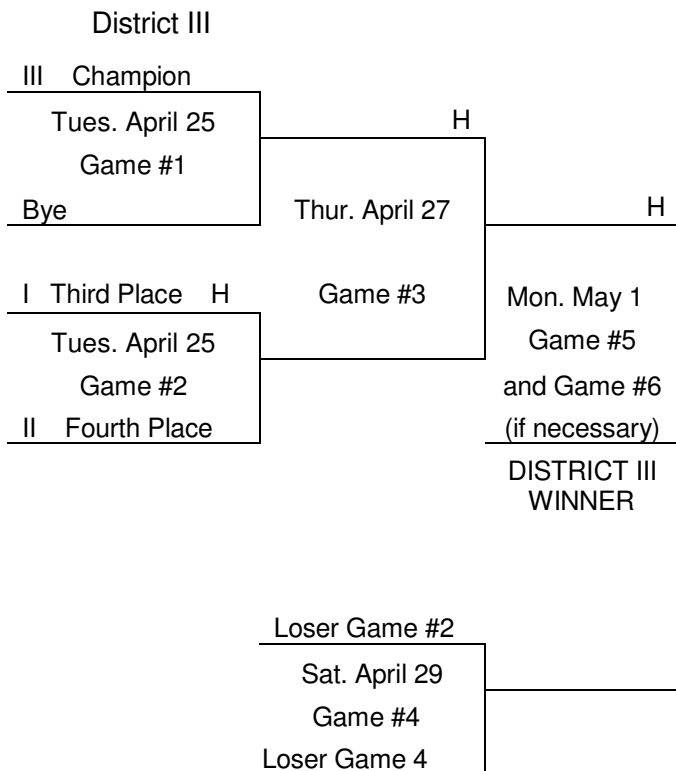 District III
III Champion
Tues. April 25
Game #1
Bye
H
Thur. April 27
Game #3
H
I Third Place H
Tues. April 25
Game #2
II Fourth Place
Mon. May 1
Game #5
and Game #6
(if necessary)
DISTRICT III
WINNER
Loser Game #2
Sat. April 29
Game #4
Loser Game 4